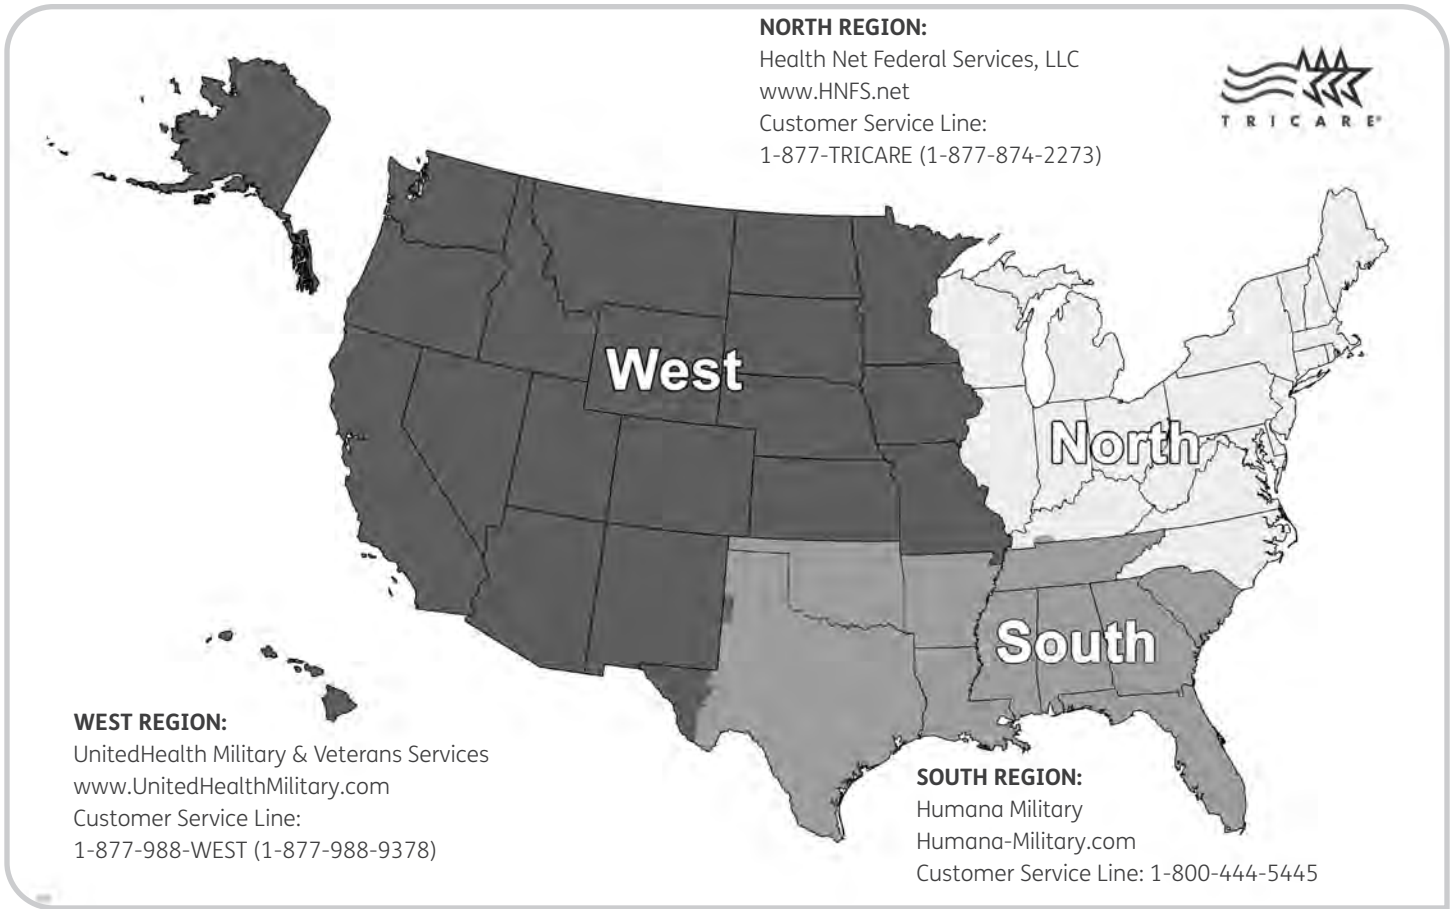 NORTH REGION:
Health Net Federal Services, LLC
www.HNFS.net
Customer Service Line:
1-877-TRICARE (1-877-874-2273)
TRICARE®
West
North
South
WEST REGION:
UnitedHealth Military & Veterans Services
www.UnitedHealthMilitary.com
Customer Service Line:
1-877-988-WEST (1-877-988-9378)
SOUTH REGION:
Humana Military
Humana-Military.com
Customer Service Line: 1-800-444-5445